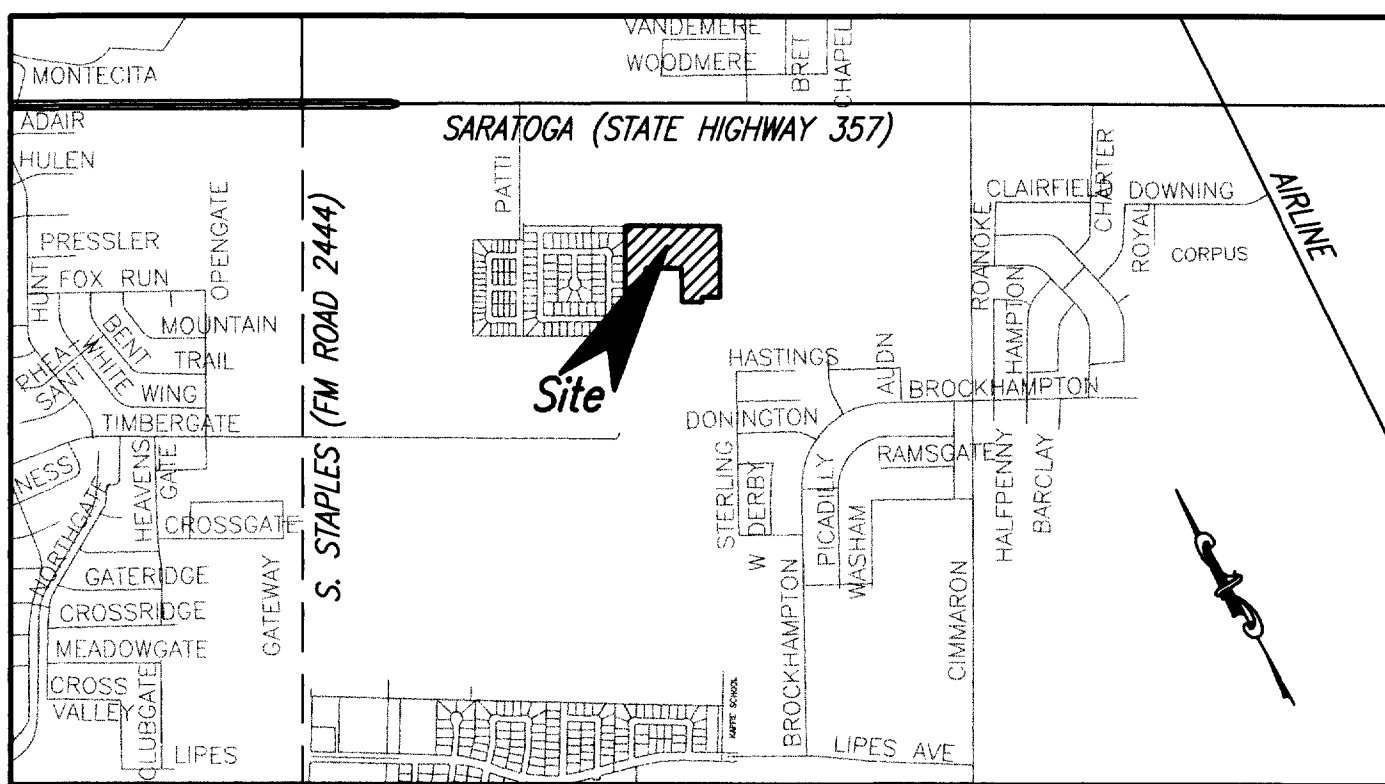 VANDEMERE
WOODMERE
BRET
CHAPEL
MONTECITA
ADAIR
HULEN
SARATOGA (STATE HIGHWAY 357)
PATTI
OPENGATE
S. STAPLES (FM ROAD 2444)
PRESSLER
HUNT
FOX RUN
MOUNTAIN
BENT
TRAIL
PHEA-
SANT
WHITE
WING
TIMBERGATE
Site
ROANOKE
CLAIRFIELD
CHARTER
DOWNING
ROYAL
CORPUS
AIRLINE
HAMPTON
HASTINGS
AUDN
BROCKHAMPTON
DONINGTON
RAMSGATE
STERLING
W DERBY
PICADILLY
WASHAM
HALFPENNY
BARCLAY
NESS
NORTHGATE
HEAVENS
GATE
CROSSGATE
GATERIDGE
GATEWAY
CROSSRIDGE
MEADOWGATE
CROSS
VALLEY
CLUBGATE
LIPES
BROCKHAMPTON
CIMMARON
LIPES AVE